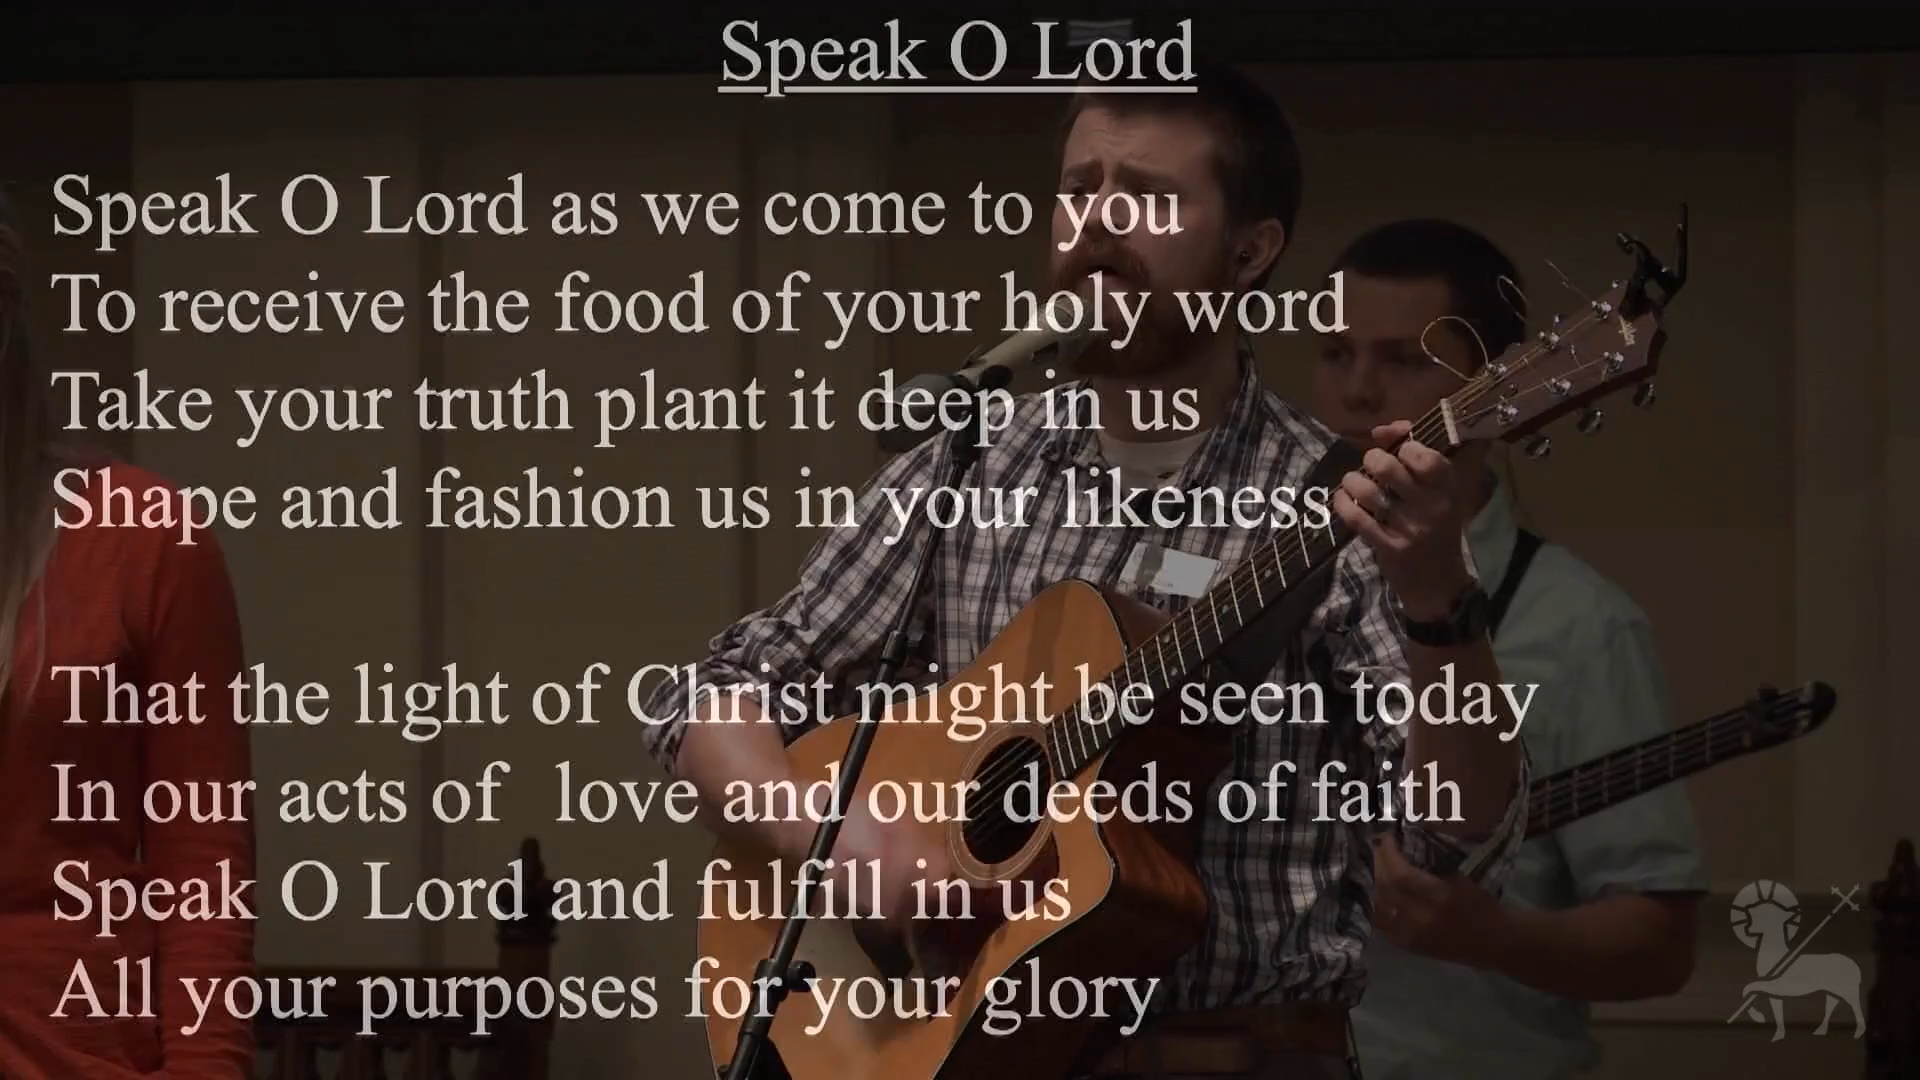 Speak O Lord
Speak O Lord as we come to you
To receive the food of your holy word
Take your truth plant it deep in us
Shape and fashion us in your likeness
That the light of Christ might be seen today
In our acts of  love and our deeds of faith
Speak O Lord and fulfill in us
All your purposes for your glory